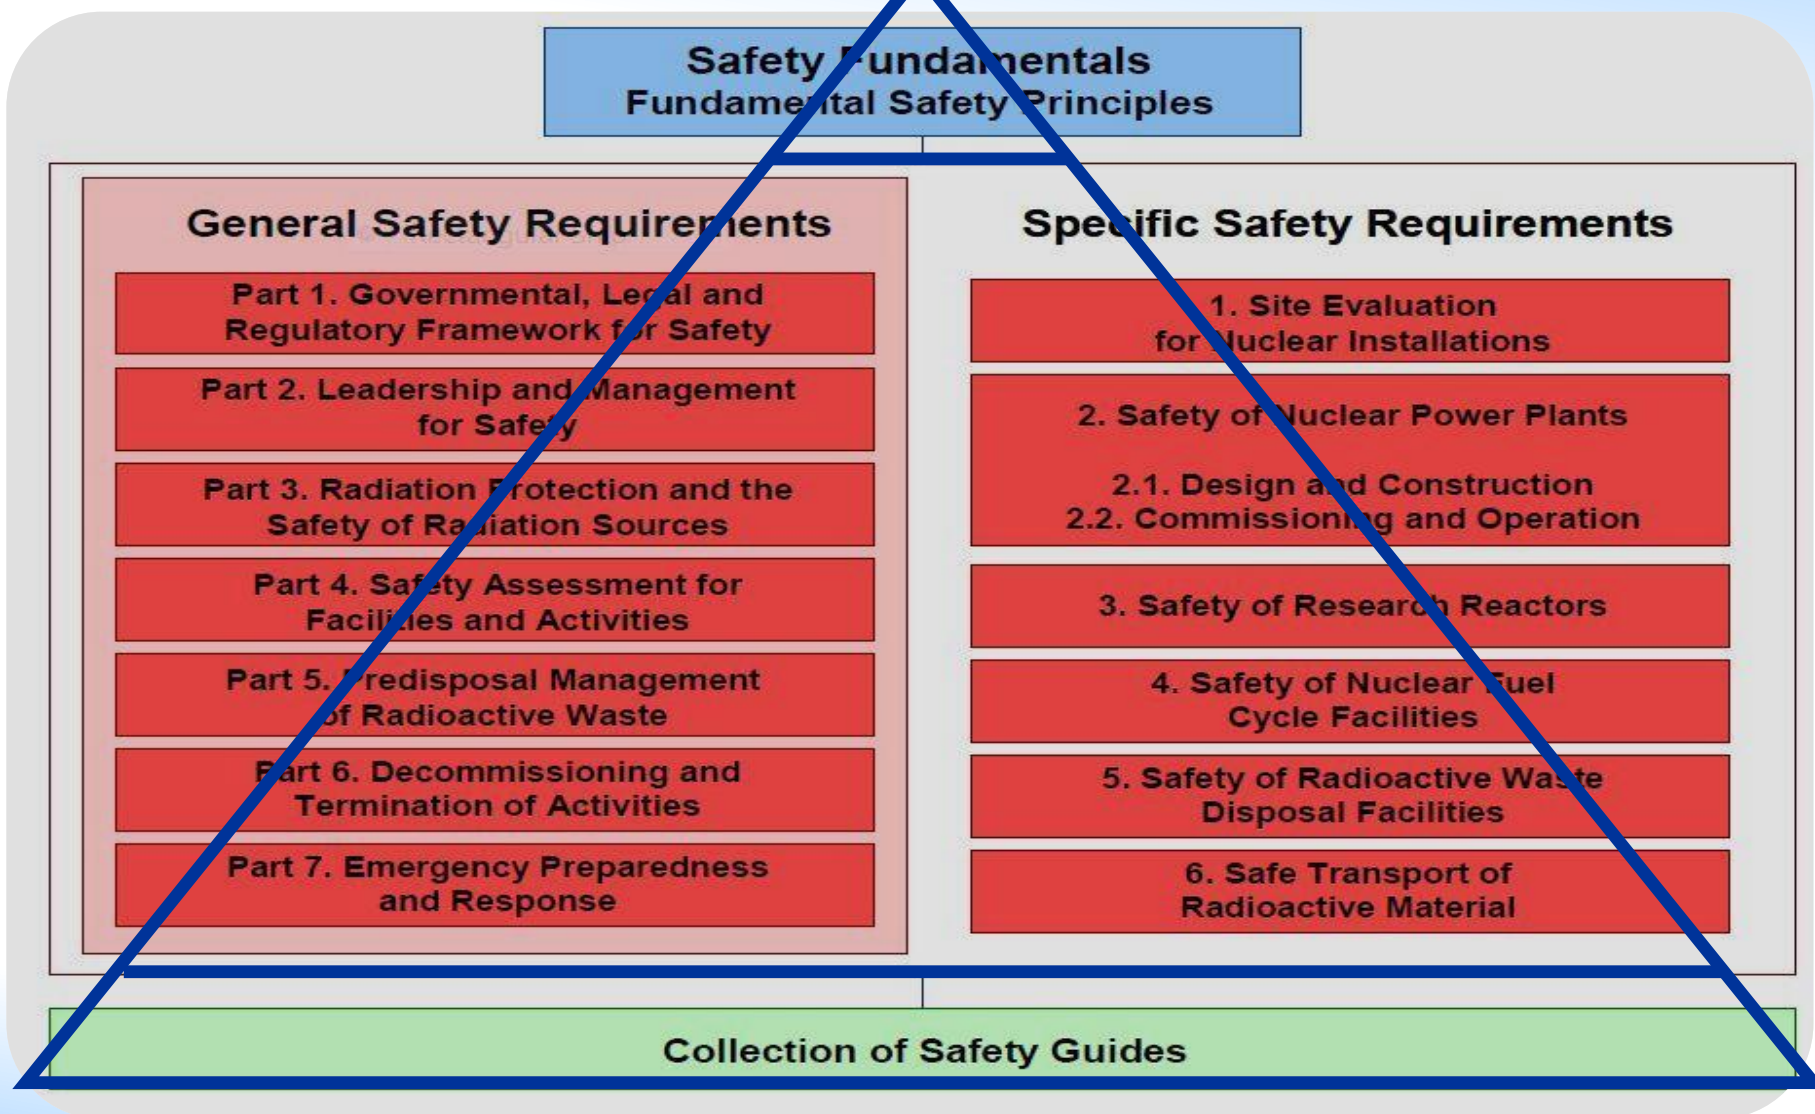 Safety Fundamentals
Fundamental Safety Principles
General Safety Requirements
Part 1. Governmental, Legal and
Regulatory Framework for Safety
Part 2. Leadership and Management
for Safety
Part 3. Radiation Protection and the
Safety of Radiation Sources
Part 4. Safety Assessment for
Facilities and Activities
Part 5. Predisposal Management
of Radioactive Waste
Part 6. Decommissioning and
Termination of Activities
Part 7. Emergency Preparedness
and Response
Specific Safety Requirements
1. Site Evaluation
for Nuclear Installations
2. Safety of Nuclear Power Plants
2.1. Design and Construction
2.2. Commissioning and Operation
3. Safety of Research Reactors
4. Safety of Nuclear Fuel
Cycle Facilities
5. Safety of Radioactive Waste
Disposal Facilities
6. Safe Transport of
Radioactive Material
Collection of Safety Guides